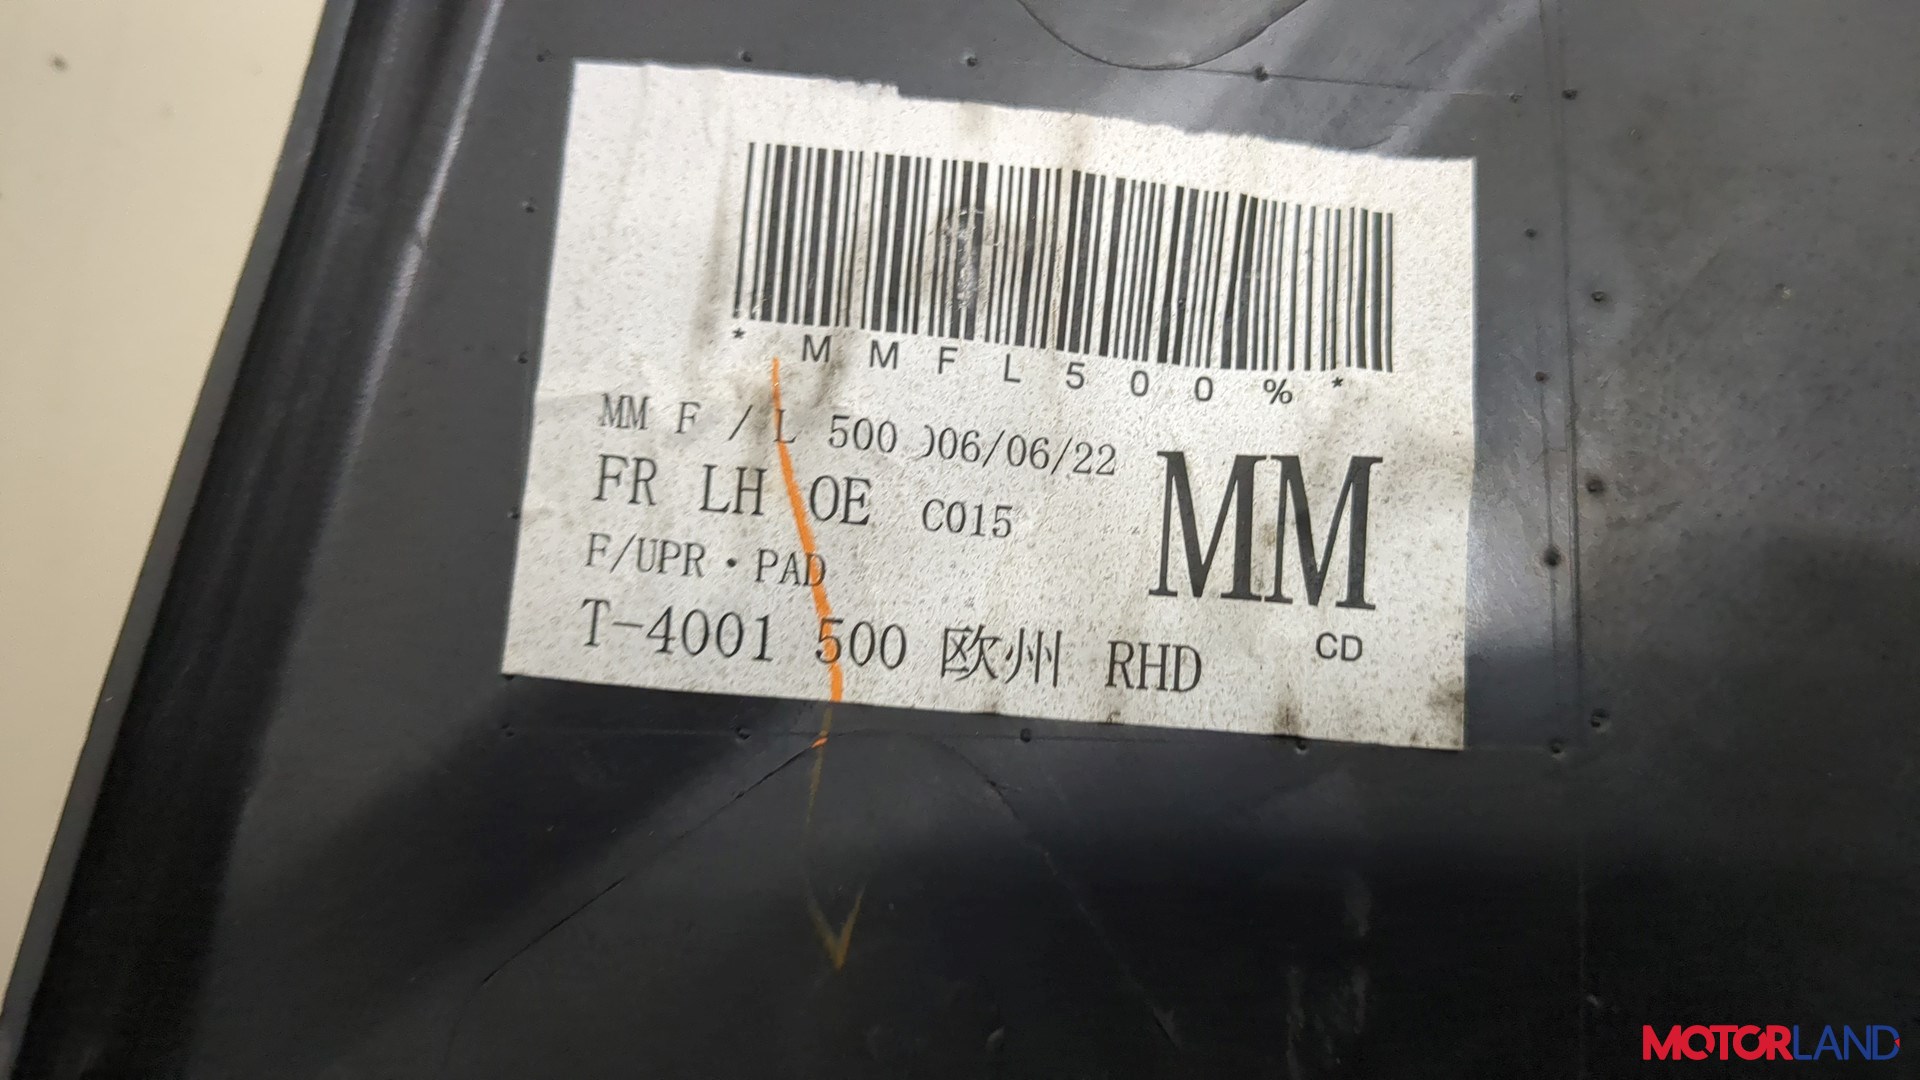 * M M F L 5 0 0 % *
MM F / L 500 006/06/22
FR LH OE C015
MM
F/UPR・PAD
T-4001 500 欧州 RHD
CD
MOTORLAND